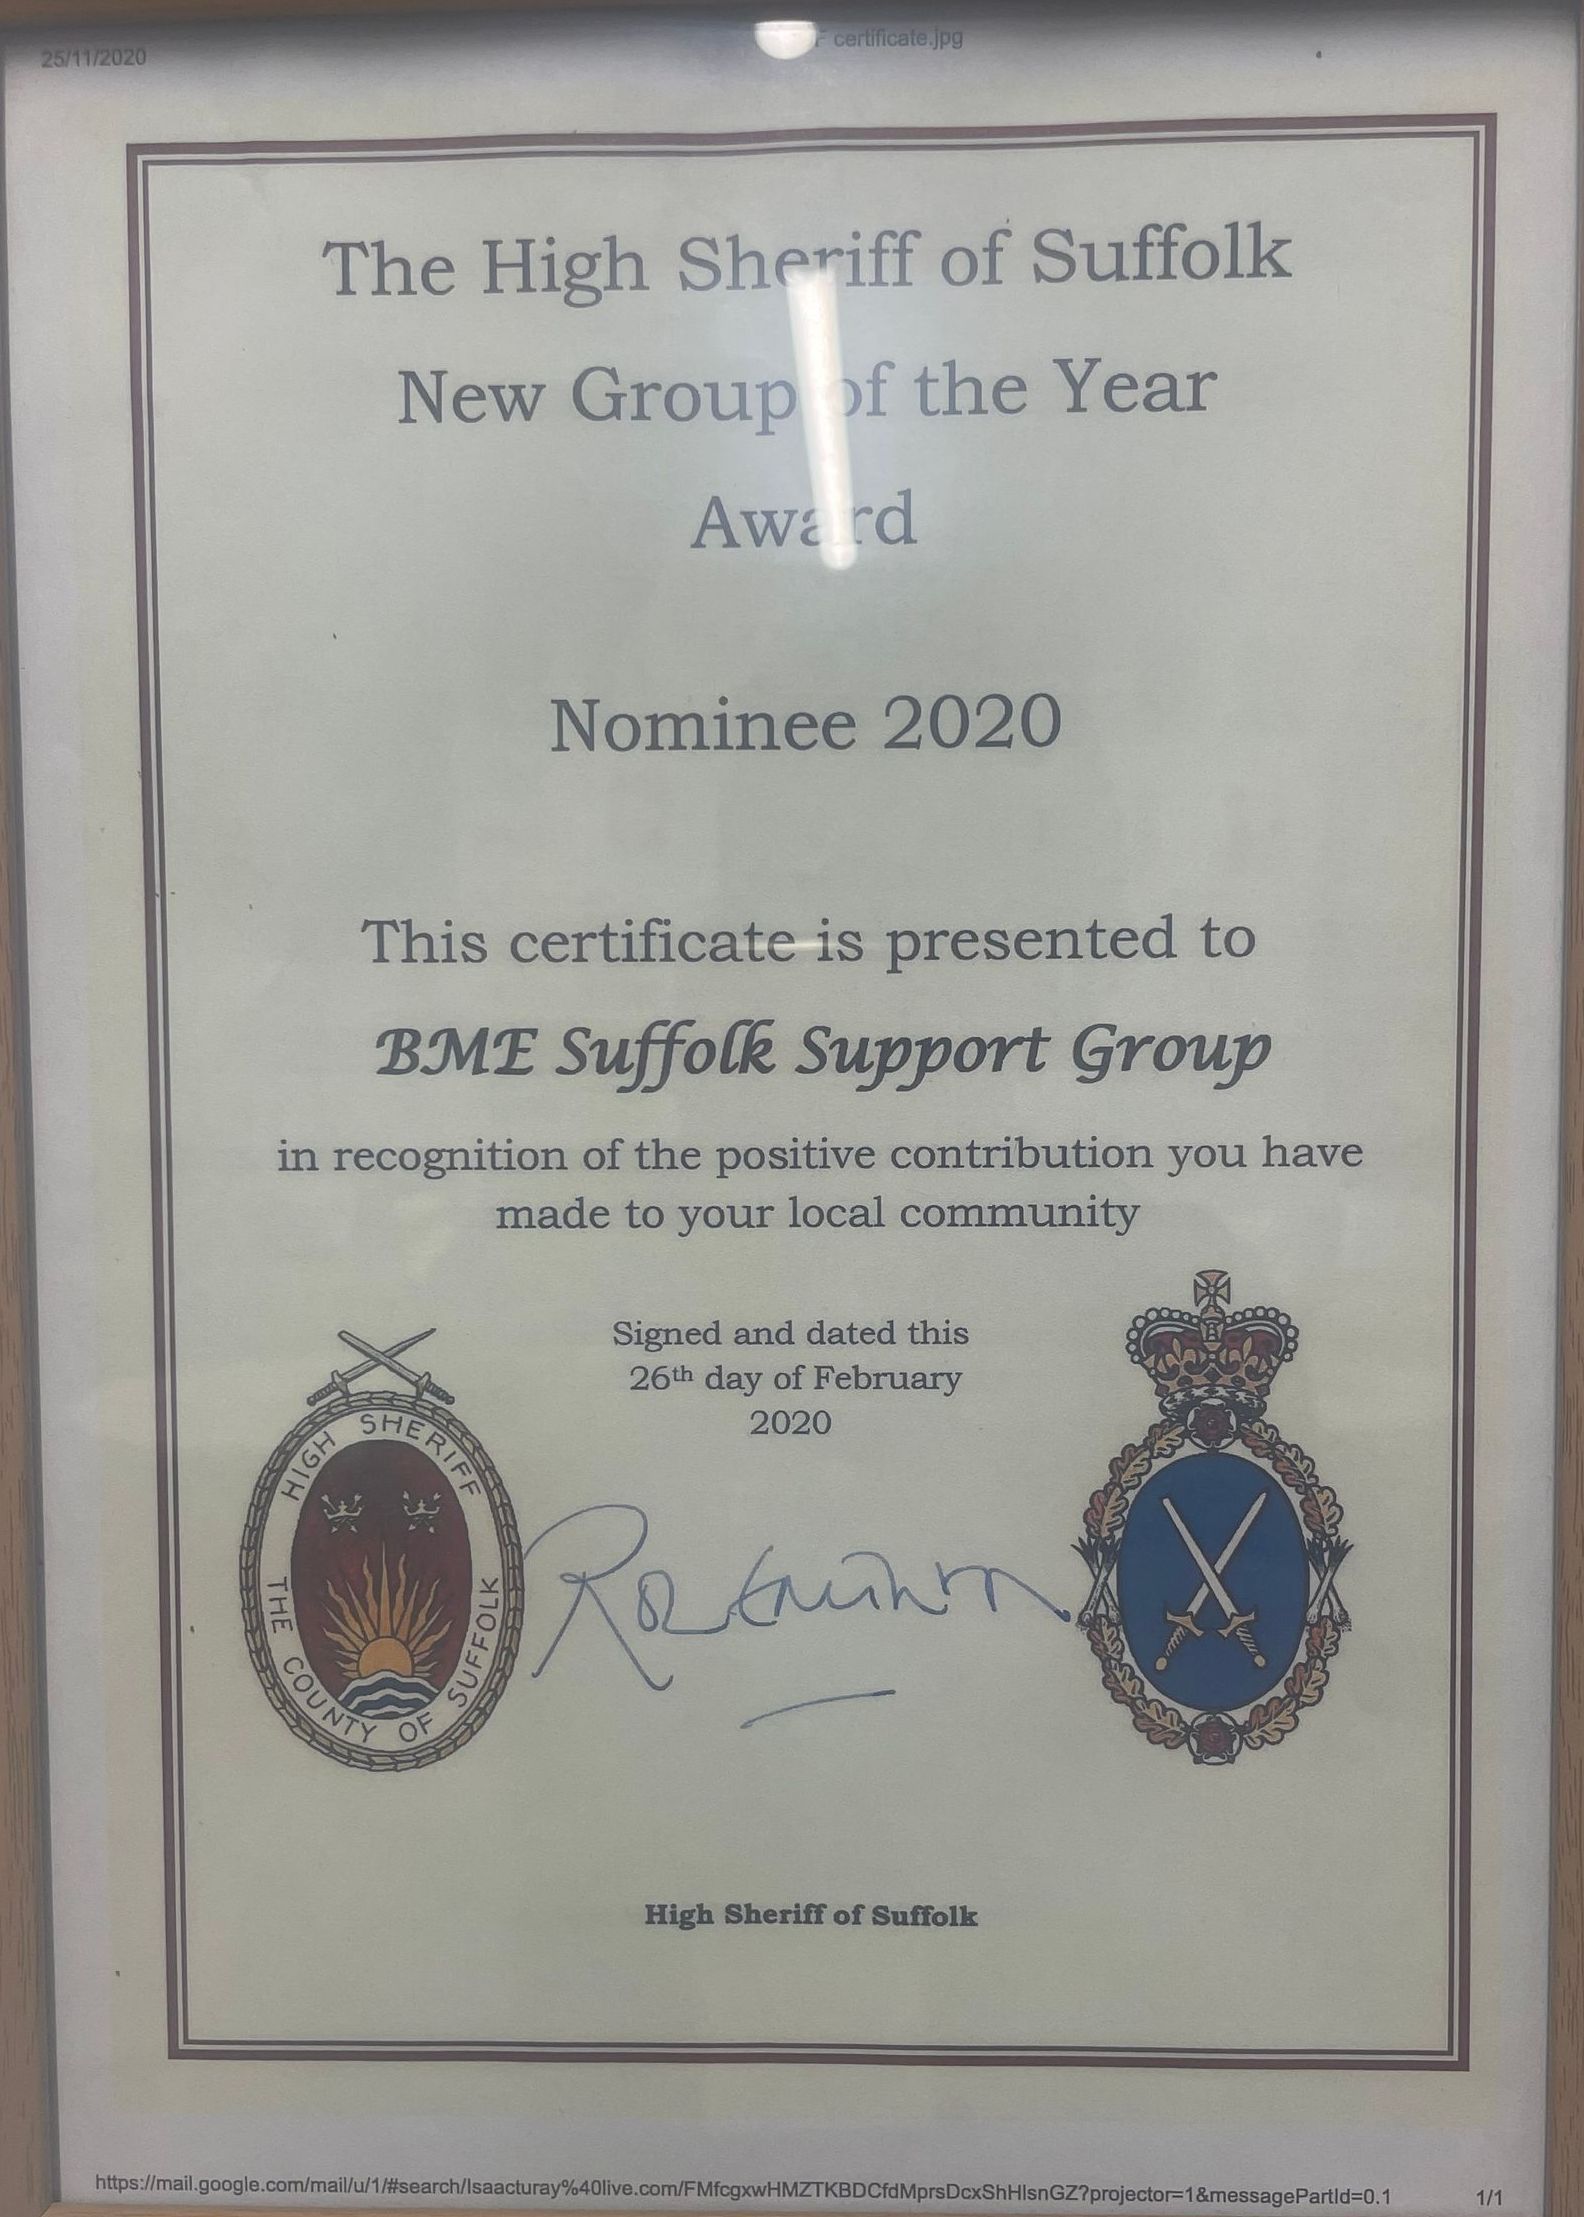 25/11/2020
certificate.jpg
The High Sheriff of Suffolk
New Group of the Year
Award
Nominee 2020
This certificate is presented to
BME Suffolk Support Group
in recognition of the positive contribution you have
made to your local community
Signed and dated this
26th day of February
2020
HIGH SHERIFF
THE COUNTY OF SUFFOLK
High Sheriff of Suffolk
https://mail.google.com/mail/u/1/#search/Isaacturay%40live.com/FMfcgxwHMZTKBDCfdMprsDcxShHlsnGZ?projector=1&messagePartId=0.1
1/1